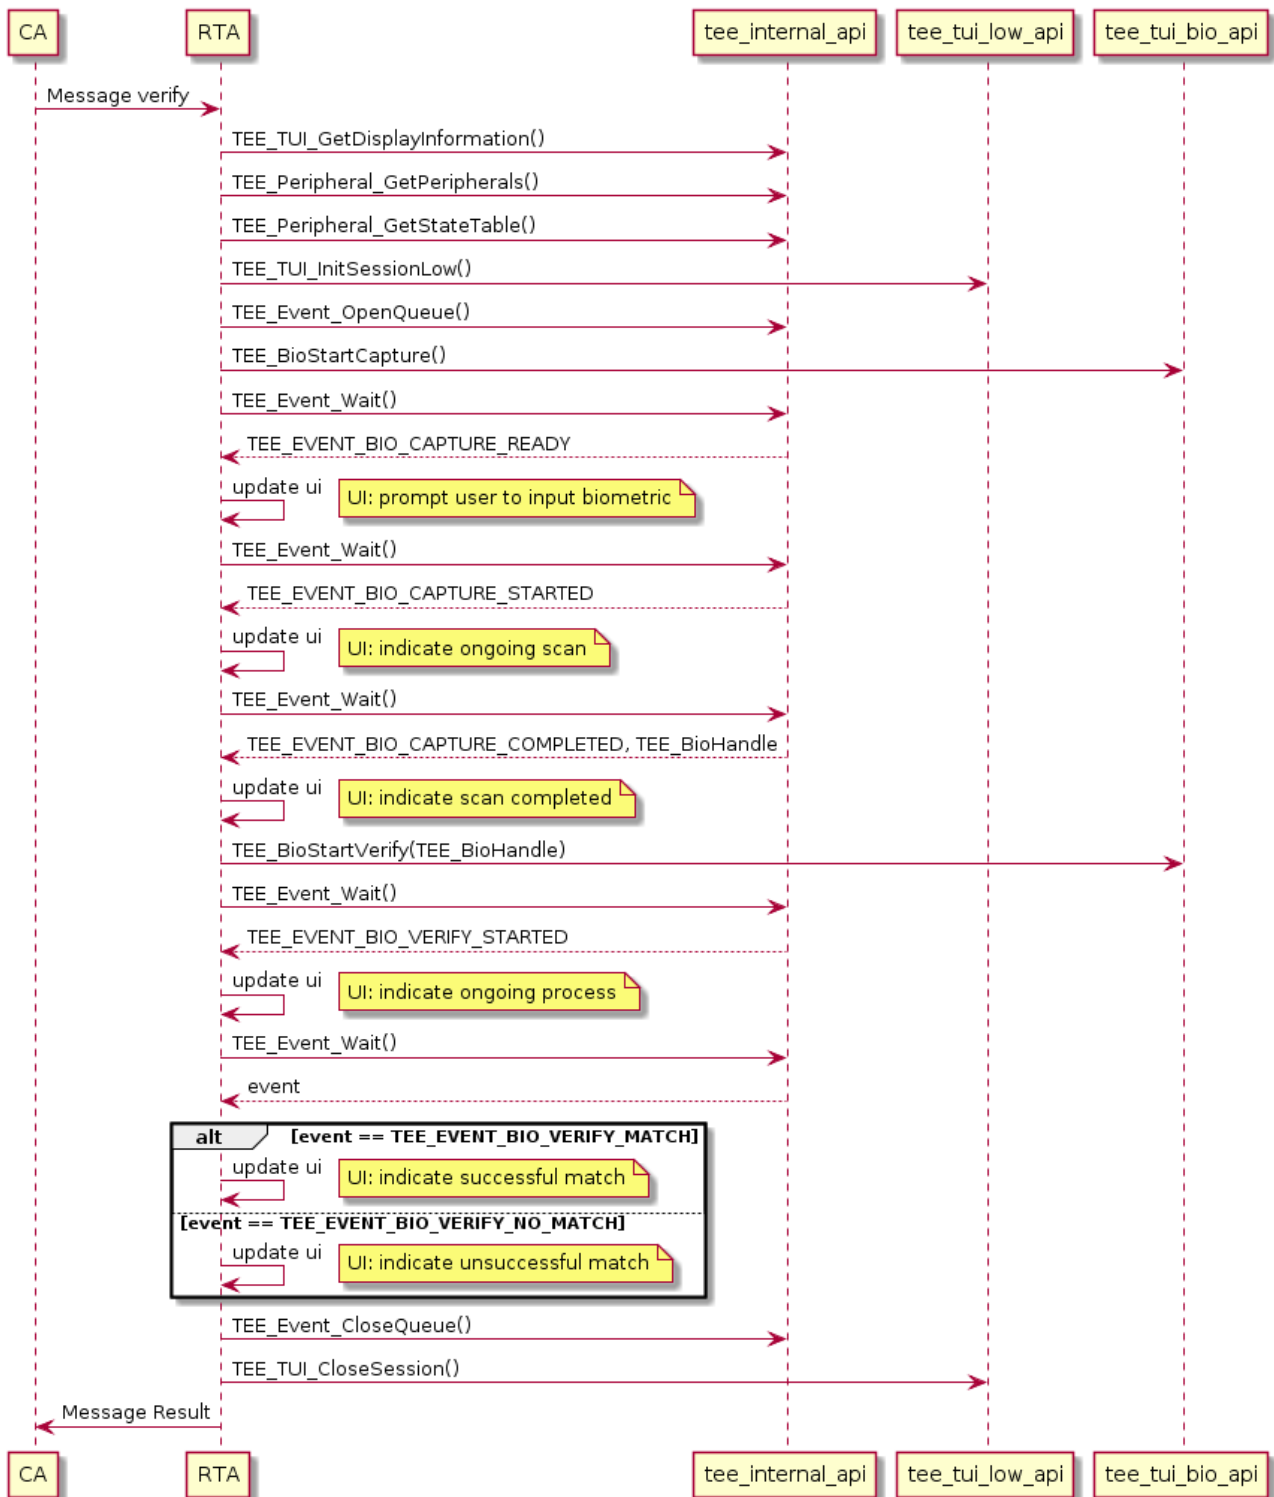 CA
RTA
tee_internal_api
tee_tui_low_api
tee_tui_bio_api
Message verify
TEE_TUI_GetDisplayInformation()
TEE_Peripheral_GetPeripherals()
TEE_Peripheral_GetStateTable()
TEE_TUI_InitSessionLow()
TEE_Event_OpenQueue()
TEE_BioStartCapture()
TEE_Event_Wait()
TEE_EVENT_BIO_CAPTURE_READY
update ui
UI: prompt user to input biometric
TEE_Event_Wait()
TEE_EVENT_BIO_CAPTURE_STARTED
update ui
UI: indicate ongoing scan
TEE_Event_Wait()
TEE_EVENT_BIO_CAPTURE_COMPLETED, TEE_BioHandle
update ui
UI: indicate scan completed
TEE_BioStartVerify(TEE_BioHandle)
TEE_Event_Wait()
TEE_EVENT_BIO_VERIFY_STARTED
update ui
UI: indicate ongoing process
TEE_Event_Wait()
event
alt
[event == TEE_EVENT_BIO_VERIFY_MATCH]
update ui
UI: indicate successful match
[event == TEE_EVENT_BIO_VERIFY_NO_MATCH]
update ui
UI: indicate unsuccessful match
TEE_Event_CloseQueue()
TEE_TUI_CloseSession()
Message Result
CA
RTA
tee_internal_api
tee_tui_low_api
tee_tui_bio_api